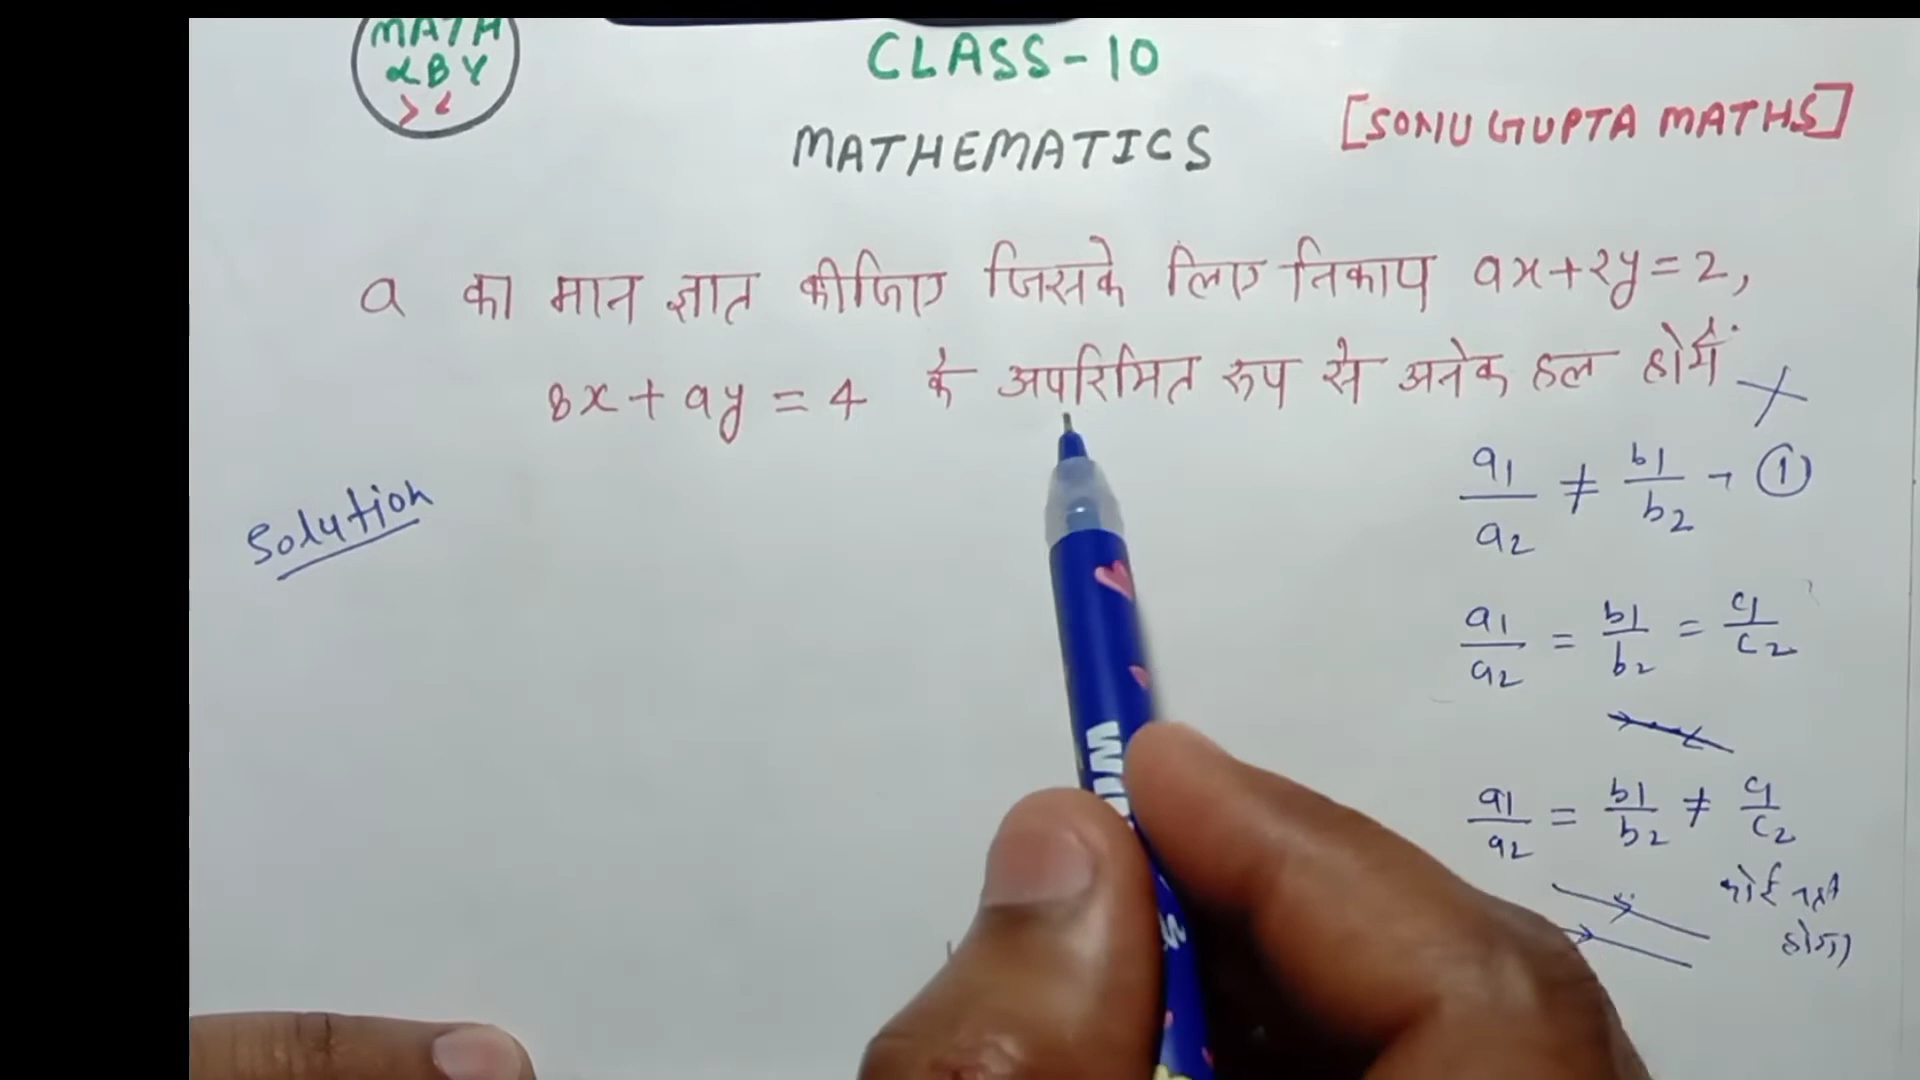 MATH
αβγ
CLASS-10
MATHEMATICS
[SONU GUPTA MATHS]
a का मान ज्ञात कीजिए जिसके लिए निकाय ax+2y=2,
8x+ay=4 के अपरिमित रूप से अनेक हल होगें
Solution
a1/a2 ≠ b1/b2 → ①
a1/a2 = b1/b2 = c1/c2
a1/a2 = b1/b2 ≠ c1/c2
कोई नही
होगा